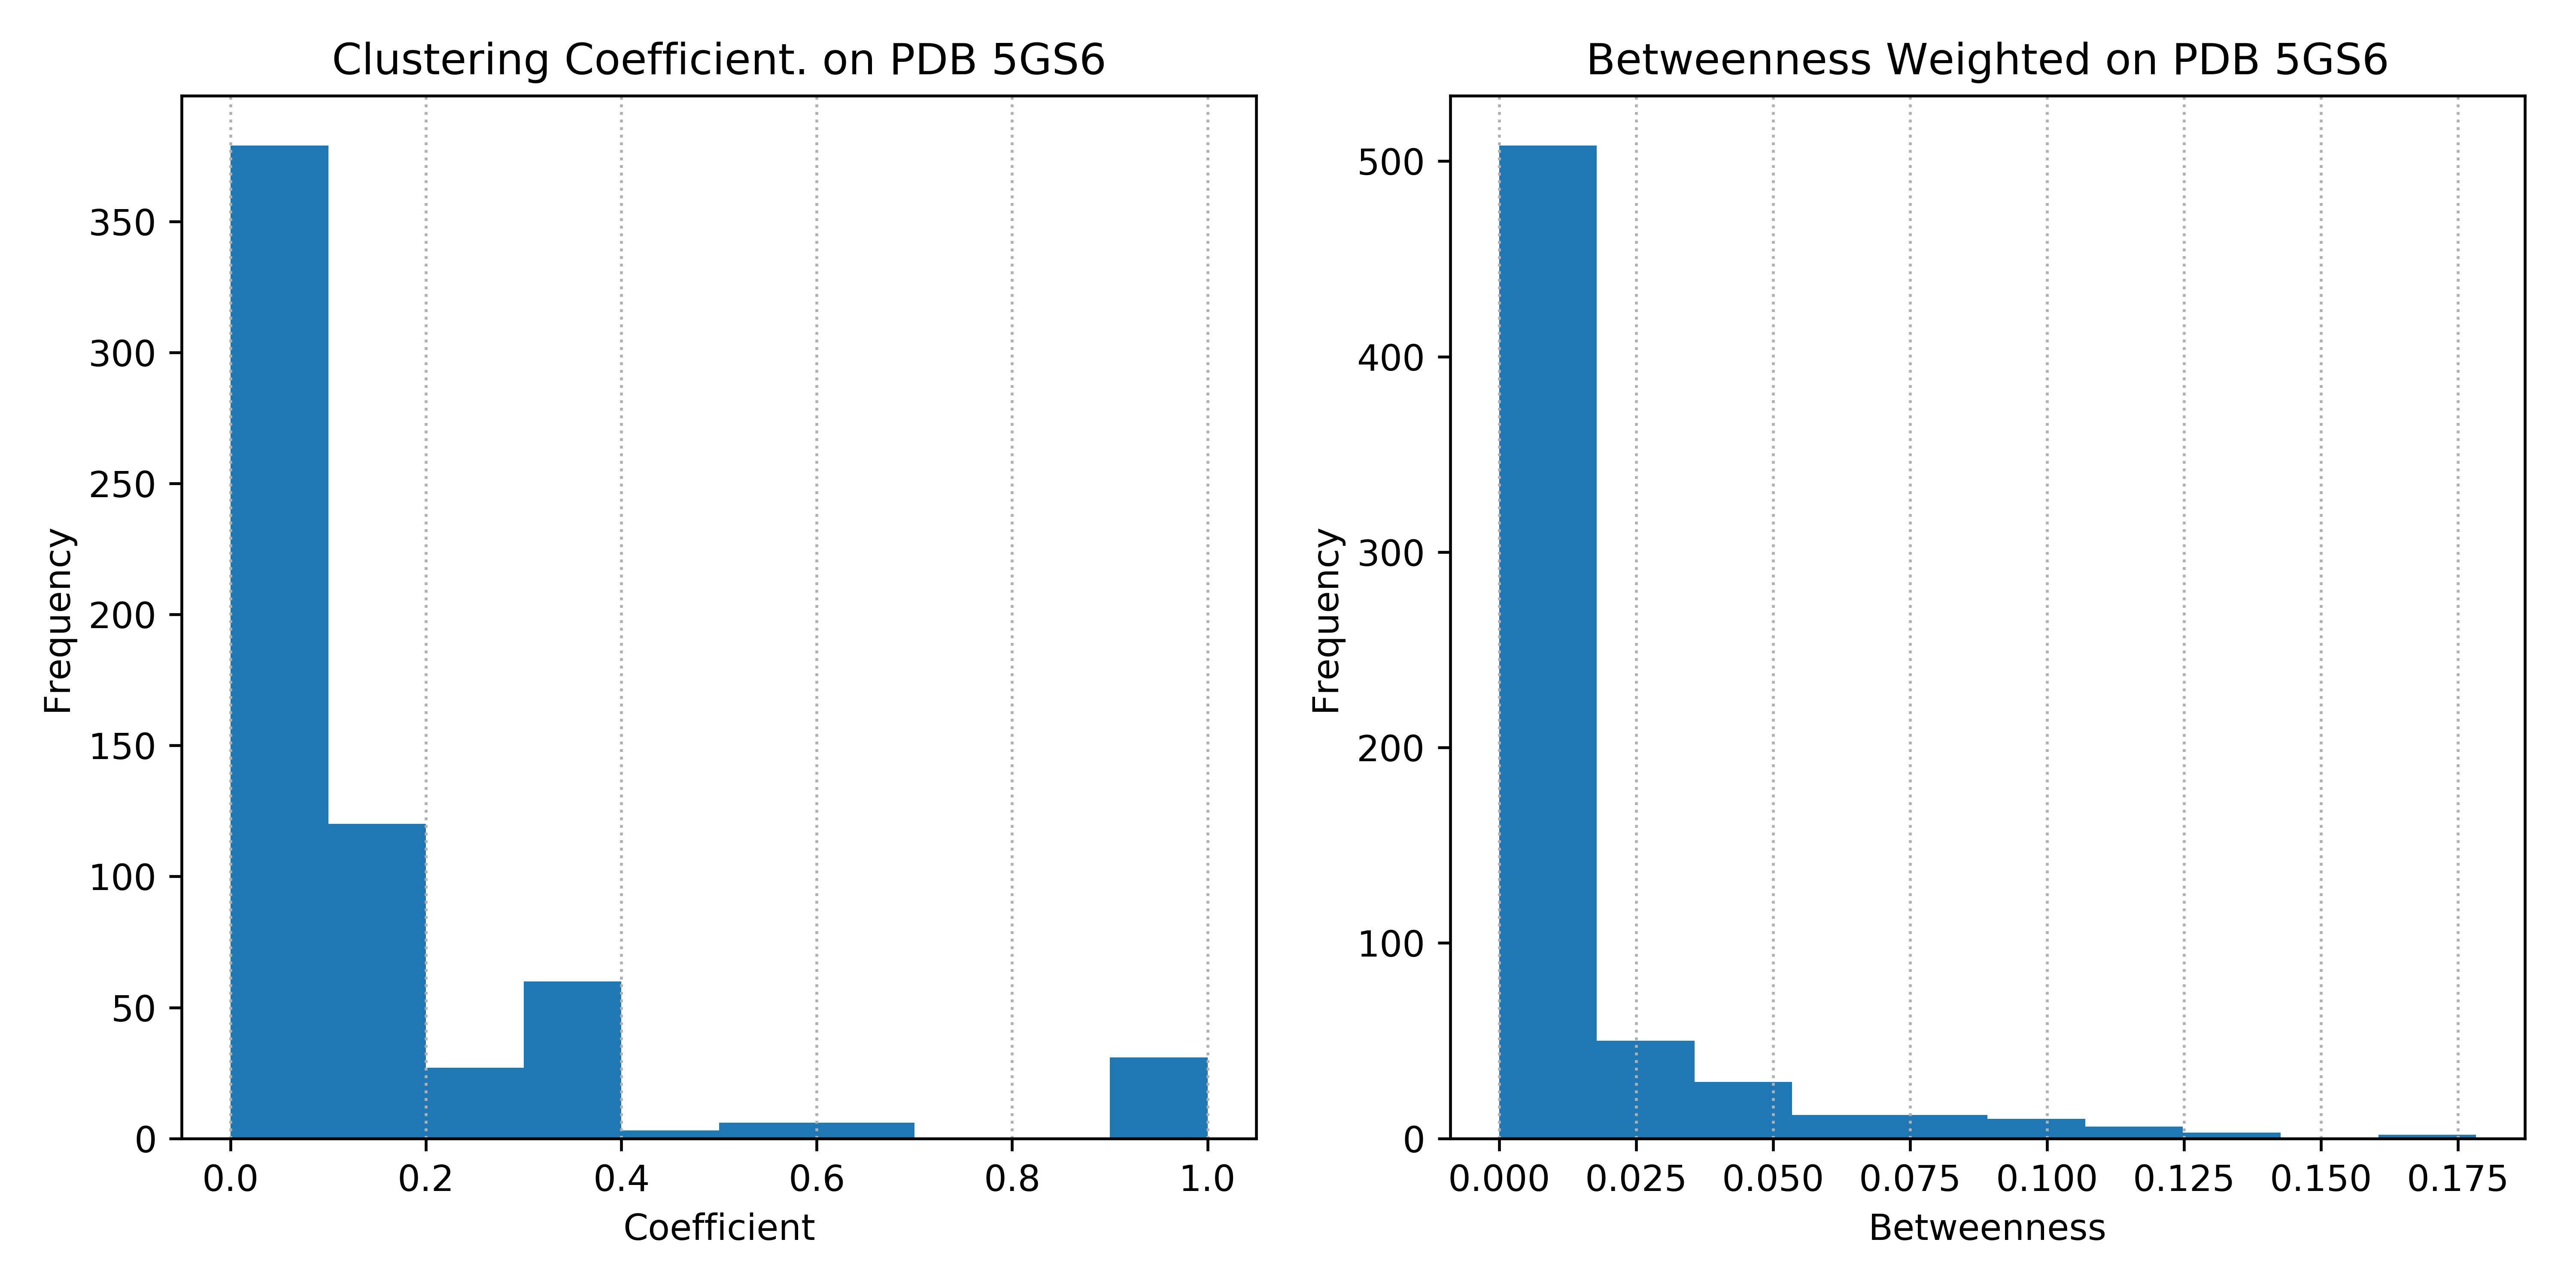 Clustering Coefficient. on PDB 5GS6
350
300
250
200
150
100
50
0
Frequency
0.0 0.2 0.4 0.6 0.8 1.0
Coefficient
Betweenness Weighted on PDB 5GS6
500
400
300
200
100
0
Frequency
0.000 0.025 0.050 0.075 0.100 0.125 0.150 0.175
Betweenness